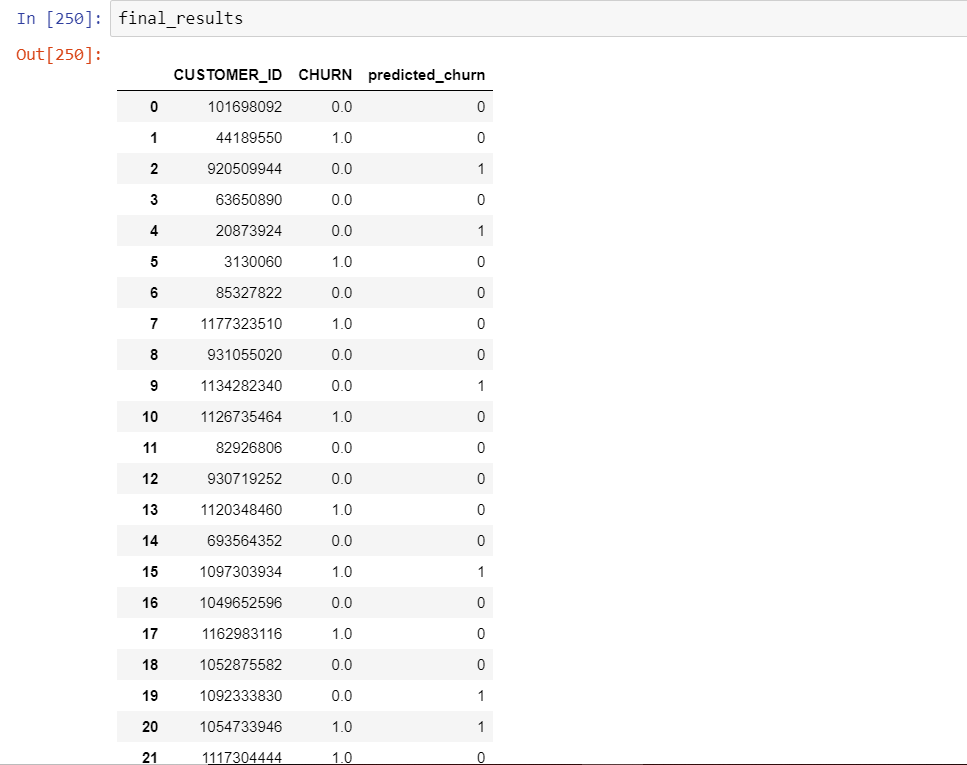 In [250]: final_results
Out[250]:
CUSTOMER_ID CHURN predicted_churn
0 101698092 0.0 0
1 44189550 1.0 0
2 920509944 0.0 1
3 63650890 0.0 0
4 20873924 0.0 1
5 3130060 1.0 0
6 85327822 0.0 0
7 1177323510 1.0 0
8 931055020 0.0 0
9 1134282340 0.0 1
10 1126735464 1.0 0
11 82926806 0.0 0
12 930719252 0.0 0
13 1120348460 1.0 0
14 693564352 0.0 0
15 1097303934 1.0 1
16 1049652596 0.0 0
17 1162983116 1.0 0
18 1052875582 0.0 0
19 1092333830 0.0 1
20 1054733946 1.0 1
21 1117304444 1.0 0